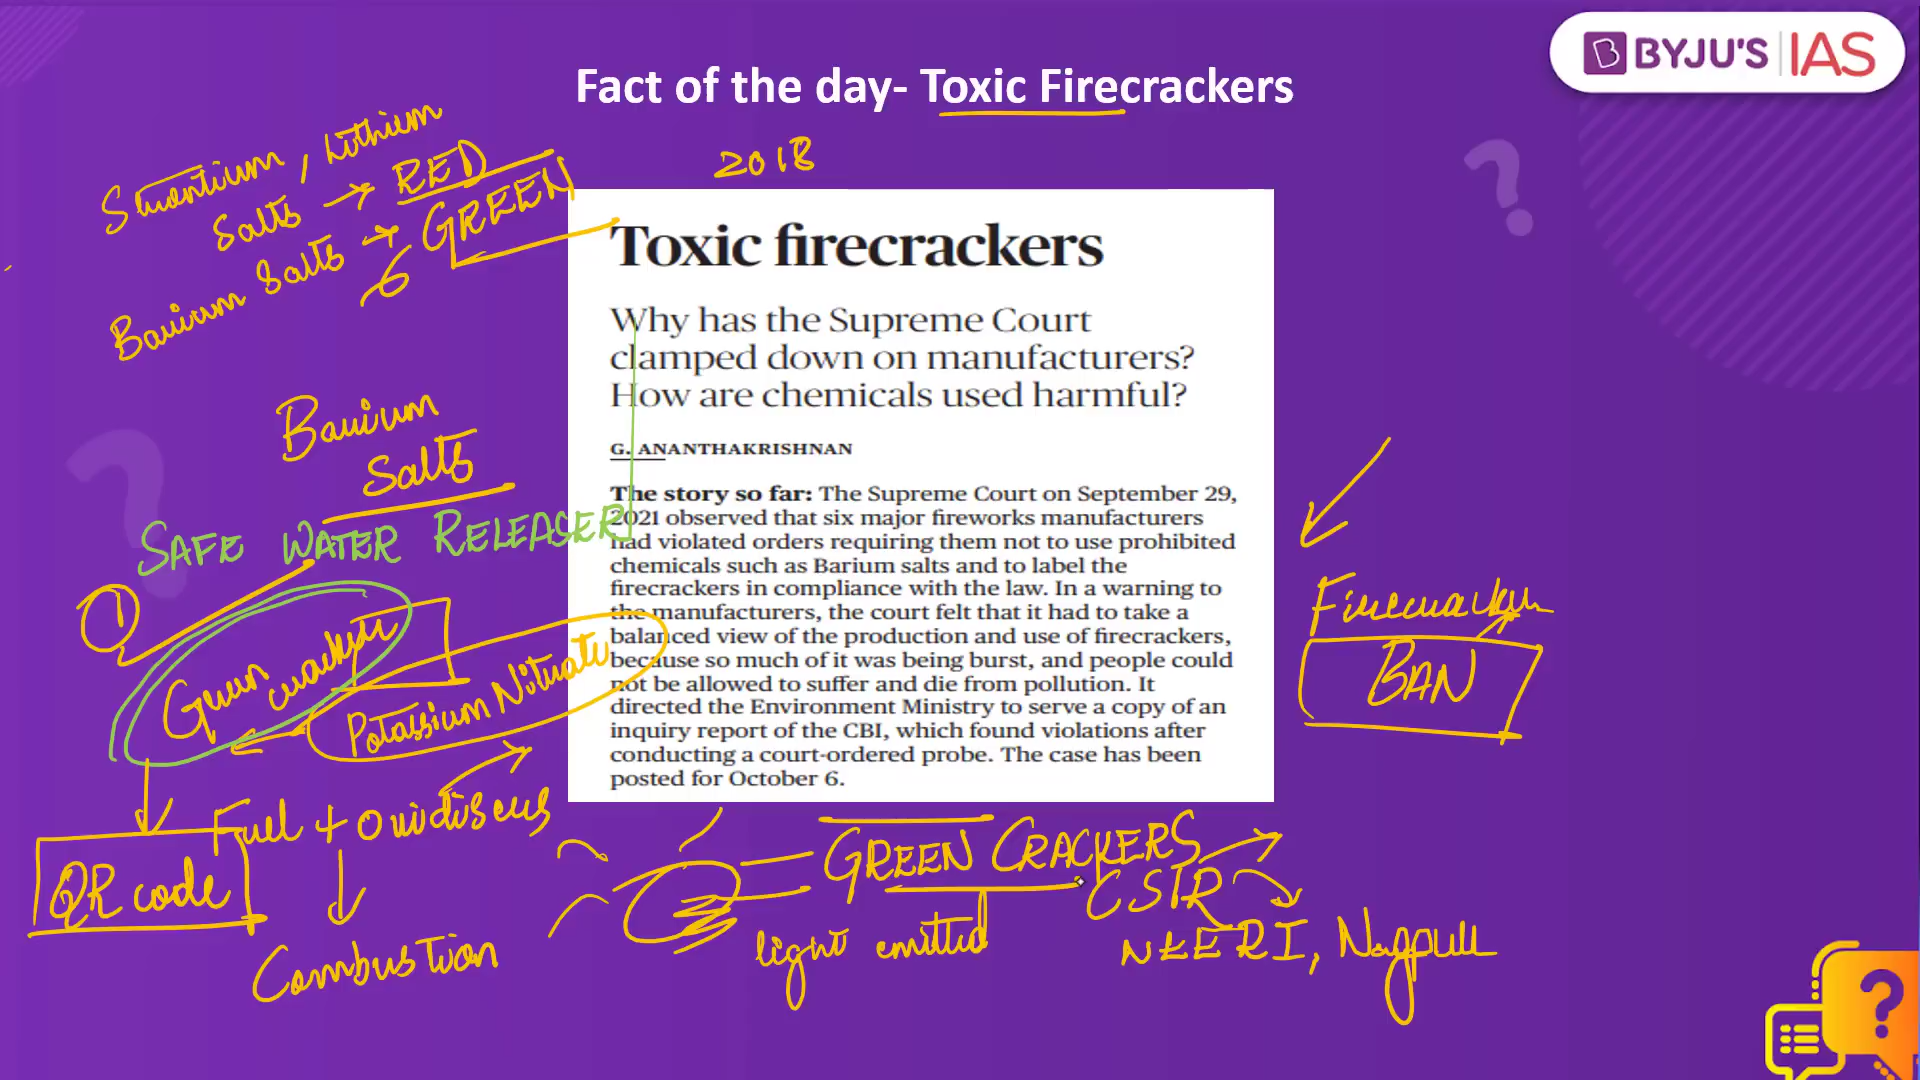 BYJU'S IAS
Fact of the day- Toxic Firecrackers
2018
Strontium, Lithium
Salts → RED
Barium Salts → GREEN
Barium
Salts
SAFE WATER RELEASER
1
Green crackers
Potassium Nitrate
Fuel + Oxidisers
QR code
Combustion
Toxic firecrackers
Why has the Supreme Court
clamped down on manufacturers?
How are chemicals used harmful?
G. ANANTHAKRISHNAN
The story so far: The Supreme Court on September 29,
2021 observed that six major fireworks manufacturers
had violated orders requiring them not to use prohibited
chemicals such as Barium salts and to label the
firecrackers in compliance with the law. In a warning to
the manufacturers, the court felt that it had to take a
balanced view of the production and use of firecrackers,
because so much of it was being burst, and people could
not be allowed to suffer and die from pollution. It
directed the Environment Ministry to serve a copy of an
inquiry report of the CBI, which found violations after
conducting a court-ordered probe. The case has been
posted for October 6.
Firecrackers
BAN
GREEN CRACKERS
CSIR
light emitted
NEERI, Nagpur